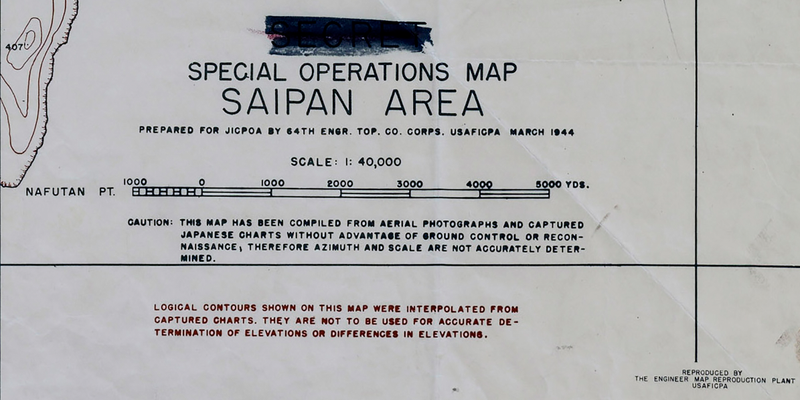 SECRET
407
SPECIAL OPERATIONS MAP
SAIPAN AREA
PREPARED FOR JICPOA BY 64TH ENGR. TOP. CO. CORPS. USAFICPA MARCH 1944
SCALE: 1: 40,000
1000 0 1000 2000 3000 4000 5000 YDS.
NAFUTAN PT.
CAUTION: THIS MAP HAS BEEN COMPILED FROM AERIAL PHOTOGRAPHS AND CAPTURED
JAPANESE CHARTS WITHOUT ADVANTAGE OF GROUND CONTROL OR RECON-
NAISSANCE; THEREFORE AZIMUTH AND SCALE ARE NOT ACCURATELY DETER-
MINED.
LOGICAL CONTOURS SHOWN ON THIS MAP WERE INTERPOLATED FROM
CAPTURED CHARTS. THEY ARE NOT TO BE USED FOR ACCURATE DE-
TERMINATION OF ELEVATIONS OR DIFFERENCES IN ELEVATIONS.
REPRODUCED BY
THE ENGINEER MAP REPRODUCTION PLANT
USAFICPA